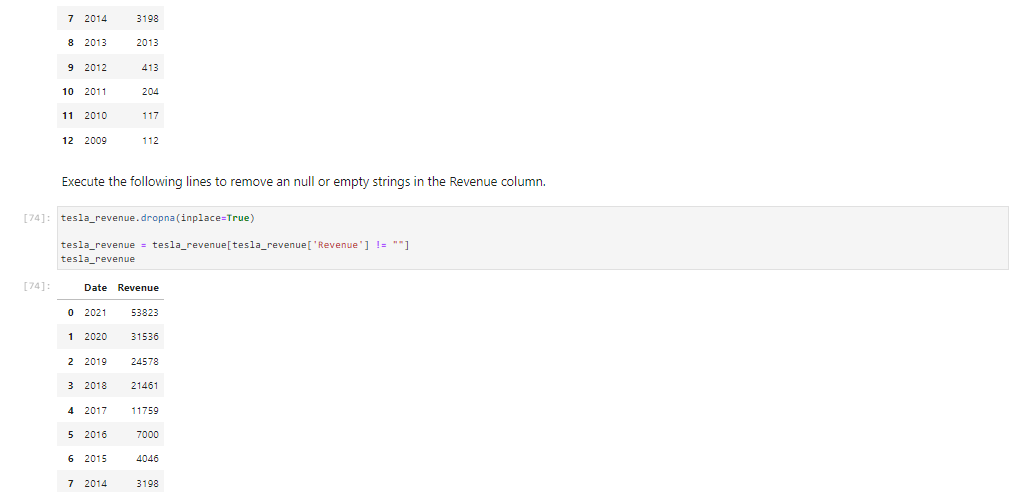 7 2014 3198
8 2013 2013
9 2012 413
10 2011 204
11 2010 117
12 2009 112
Execute the following lines to remove an null or empty strings in the Revenue column.
[74]: tesla_revenue.dropna(inplace=True)
tesla_revenue = tesla_revenue[tesla_revenue['Revenue'] != ""]
tesla_revenue
[74]: Date Revenue
0 2021 53823
1 2020 31536
2 2019 24578
3 2018 21461
4 2017 11759
5 2016 7000
6 2015 4046
7 2014 3198